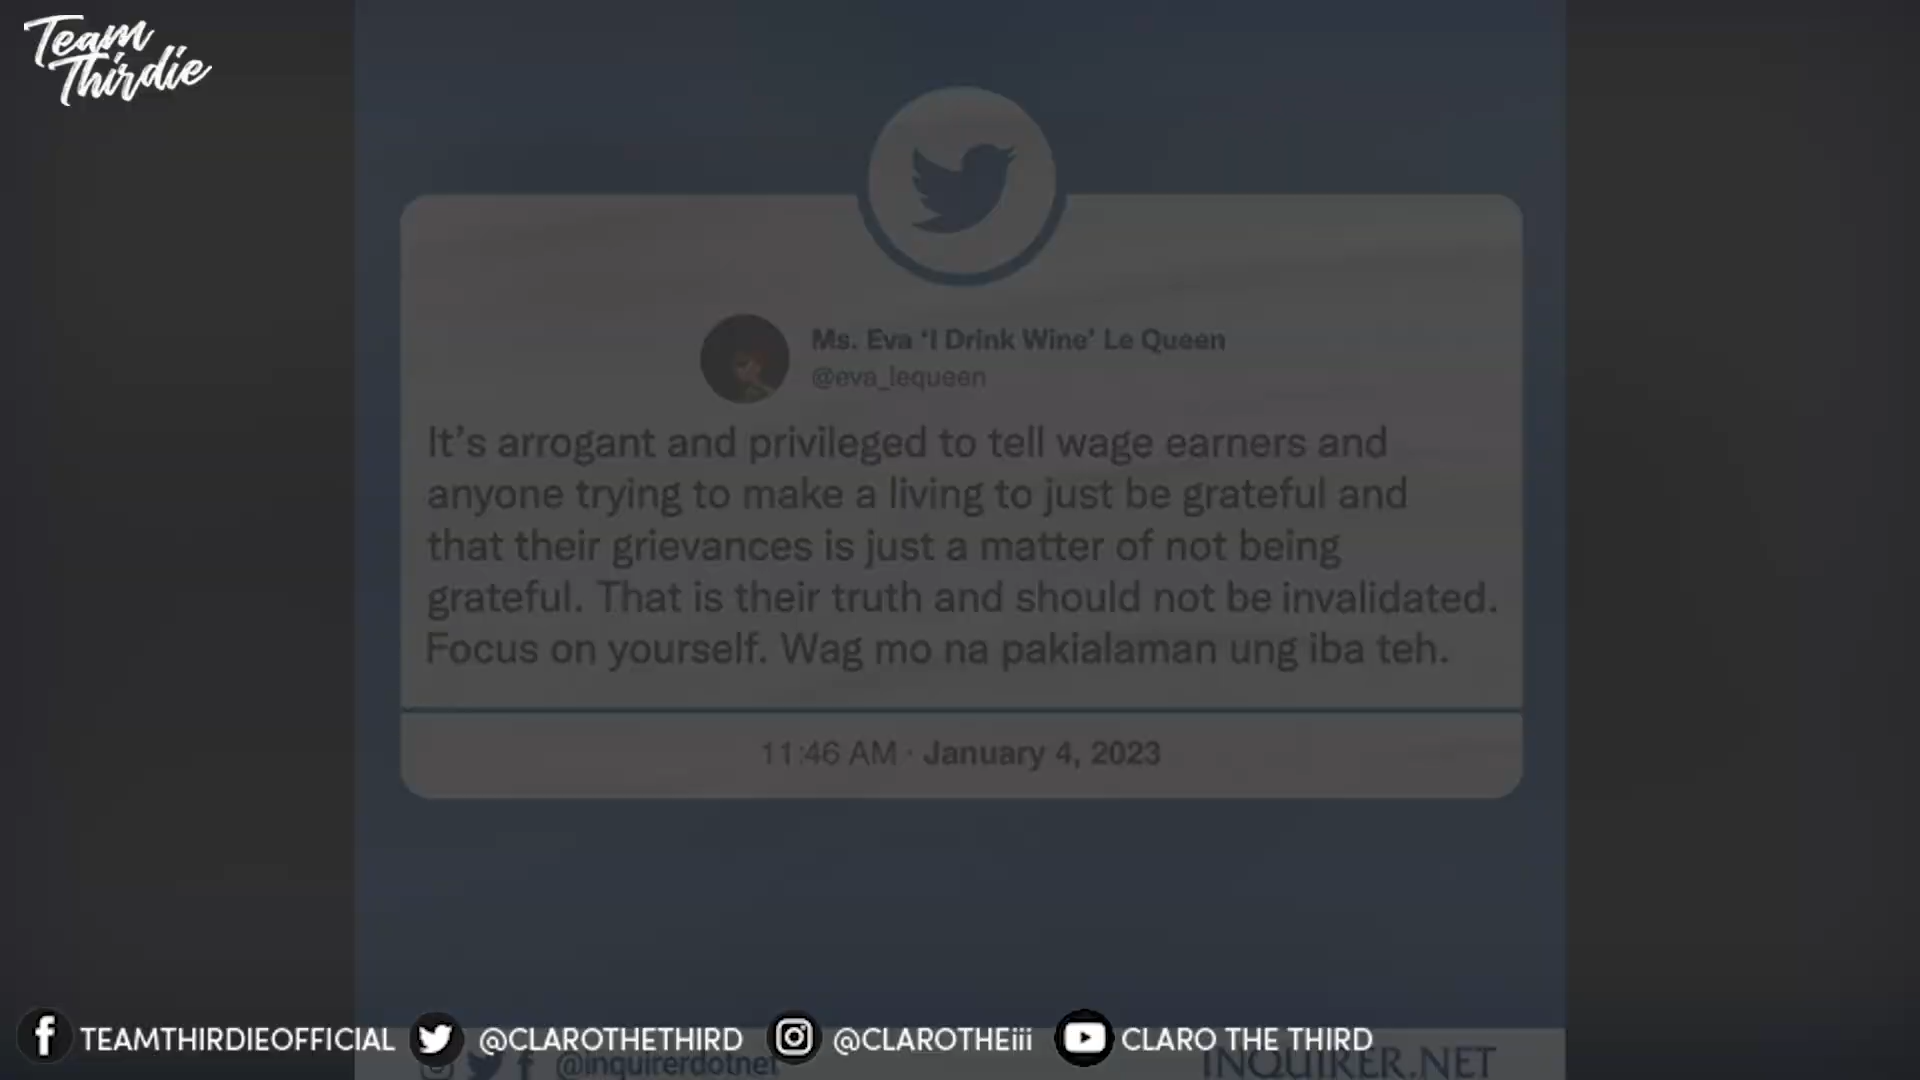 Team
Thirdie
Ms. Eva ‘I Drink Wine’ Le Queen
@eva_lequeen
It’s arrogant and privileged to tell wage earners and
anyone trying to make a living to just be grateful and
that their grievances is just a matter of not being
grateful. That is their truth and should not be invalidated.
Focus on yourself. Wag mo na pakialaman ung iba teh.
11:46 AM · January 4, 2023
TEAMTHIRDIEOFFICIAL @CLAROTHETHIRD @CLAROTHEiii CLARO THE THIRD
@inquirerdotnet INQUIRER.NET